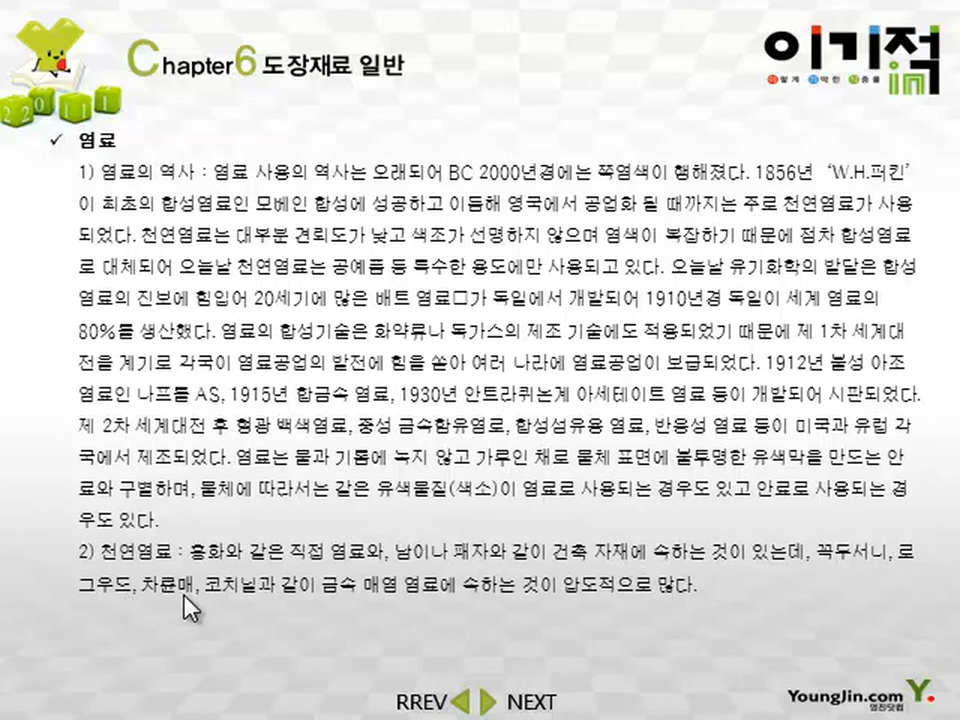 Chapter6 도장재료 일반
이기적in
이렇게 기막힌 적중률
2011
✓ 염료
1) 염료의 역사 : 염료 사용의 역사는 오래되어 BC 2000년경에는 쪽염색이 행해졌다. 1856년 ‘W.H.퍼킨’
이 최초의 합성염료인 모베인 합성에 성공하고 이듬해 영국에서 공업화 될 때까지는 주로 천연염료가 사용
되었다. 천연염료는 대부분 견뢰도가 낮고 색조가 선명하지 않으며 염색이 복잡하기 때문에 점차 합성염료
로 대체되어 오늘날 천연염료는 공예품 등 특수한 용도에만 사용되고 있다. 오늘날 유기화학의 발달은 합성
염료의 진보에 힘입어 20세기에 많은 배트 염료□가 독일에서 개발되어 1910년경 독일이 세계 염료의
80%를 생산했다. 염료의 합성기술은 화약류나 독가스의 제조 기술에도 적용되었기 때문에 제 1차 세계대
전을 계기로 각국이 염료공업의 발전에 힘을 쏟아 여러 나라에 염료공업이 보급되었다. 1912년 불성 아조
염료인 나프톨 AS, 1915년 합금속 염료, 1930년 안트라퀴논계 아세테이트 염료 등이 개발되어 시판되었다.
제 2차 세계대전 후 형광 백색염료, 중성 금속함유염료, 합성섬유용 염료, 반응성 염료 등이 미국과 유럽 각
국에서 제조되었다. 염료는 물과 기름에 녹지 않고 가루인 채로 물체 표면에 불투명한 유색막을 만드는 안
료와 구별하며, 물체에 따라서는 같은 유색물질(색소)이 염료로 사용되는 경우도 있고 안료로 사용되는 경
우도 있다.
2) 천연염료 : 홍화와 같은 직접 염료와, 남이나 패자와 같이 건축 자재에 속하는 것이 있는데, 꼭두서니, 로
그우드, 차륜매, 코치닐과 같이 금속 매염 염료에 속하는 것이 압도적으로 많다.
RREV NEXT
YoungJin.com Y.
영진닷컴